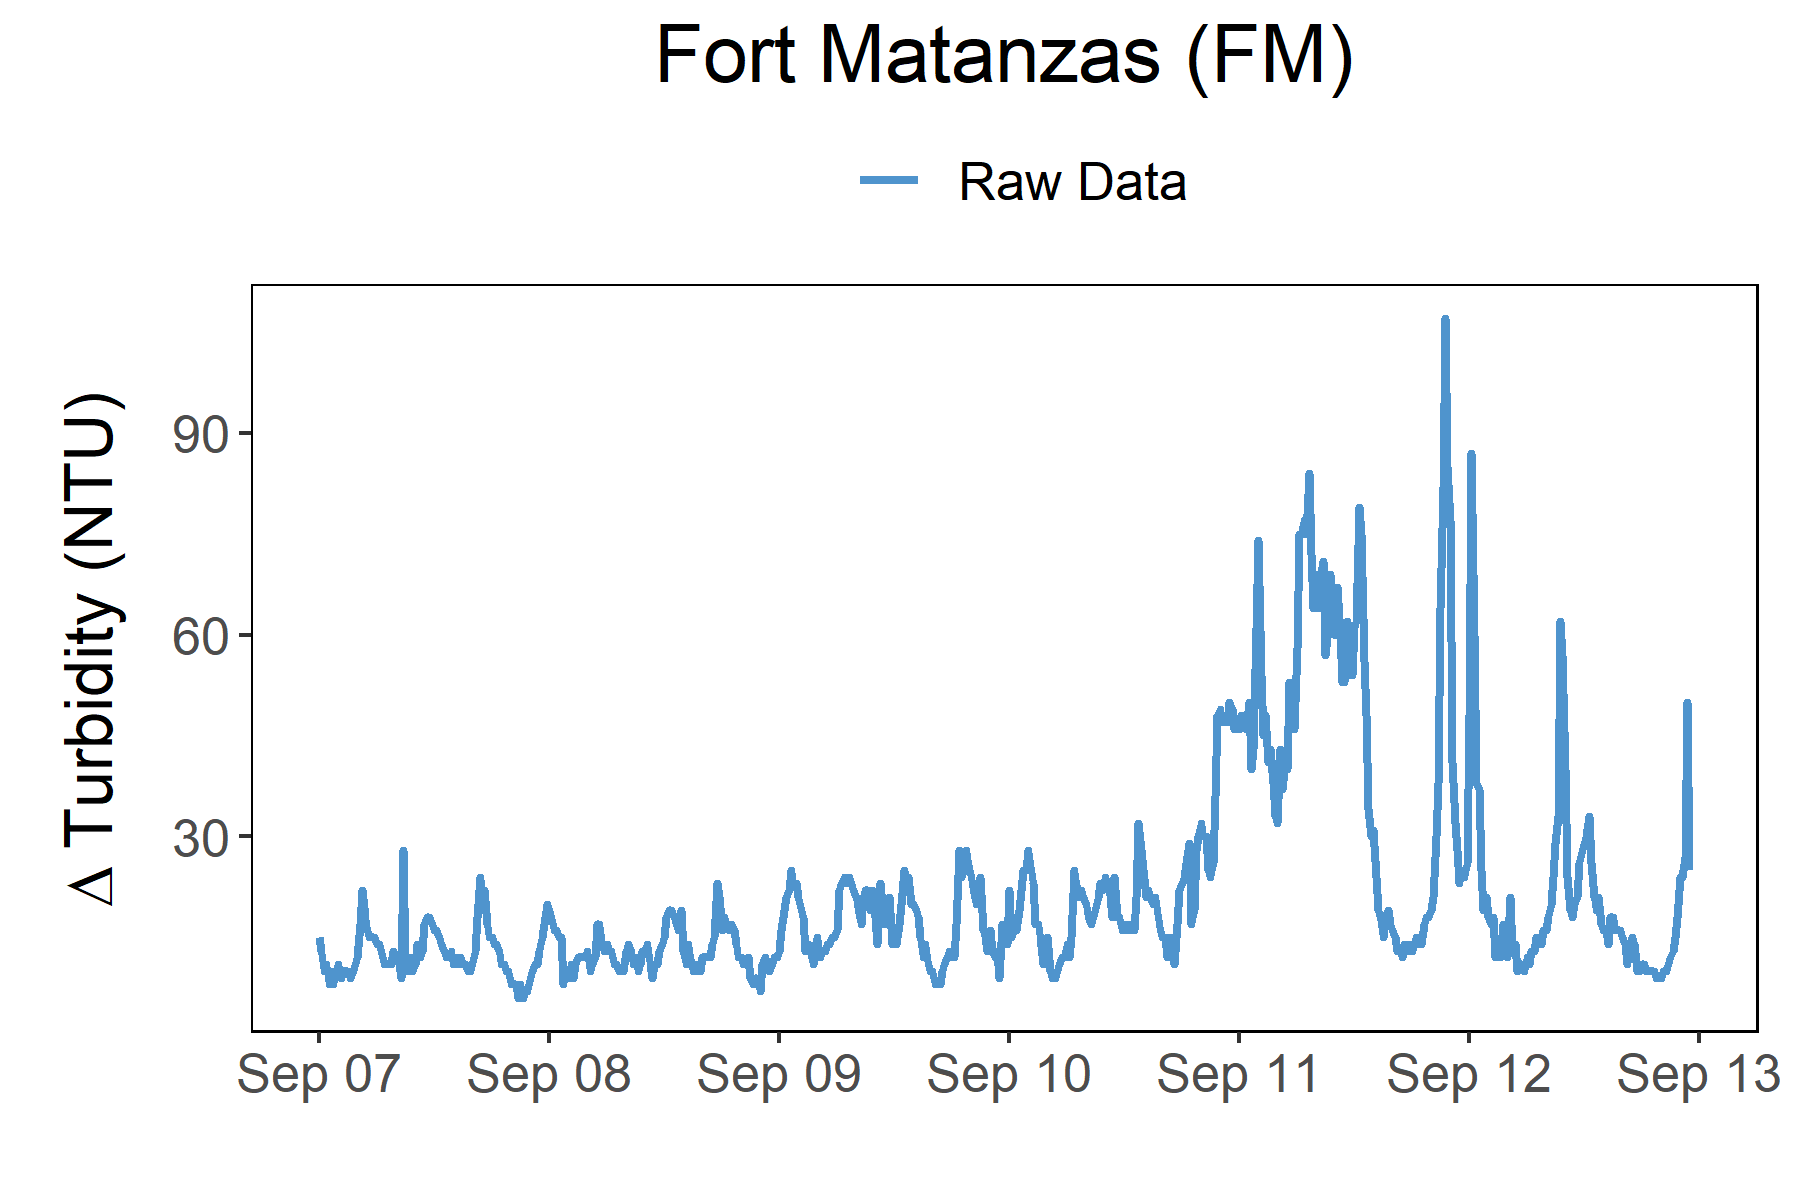 Fort Matanzas (FM)
Raw Data
Δ Turbidity (NTU)
90
60
30
Sep 07 Sep 08 Sep 09 Sep 10 Sep 11 Sep 12 Sep 13